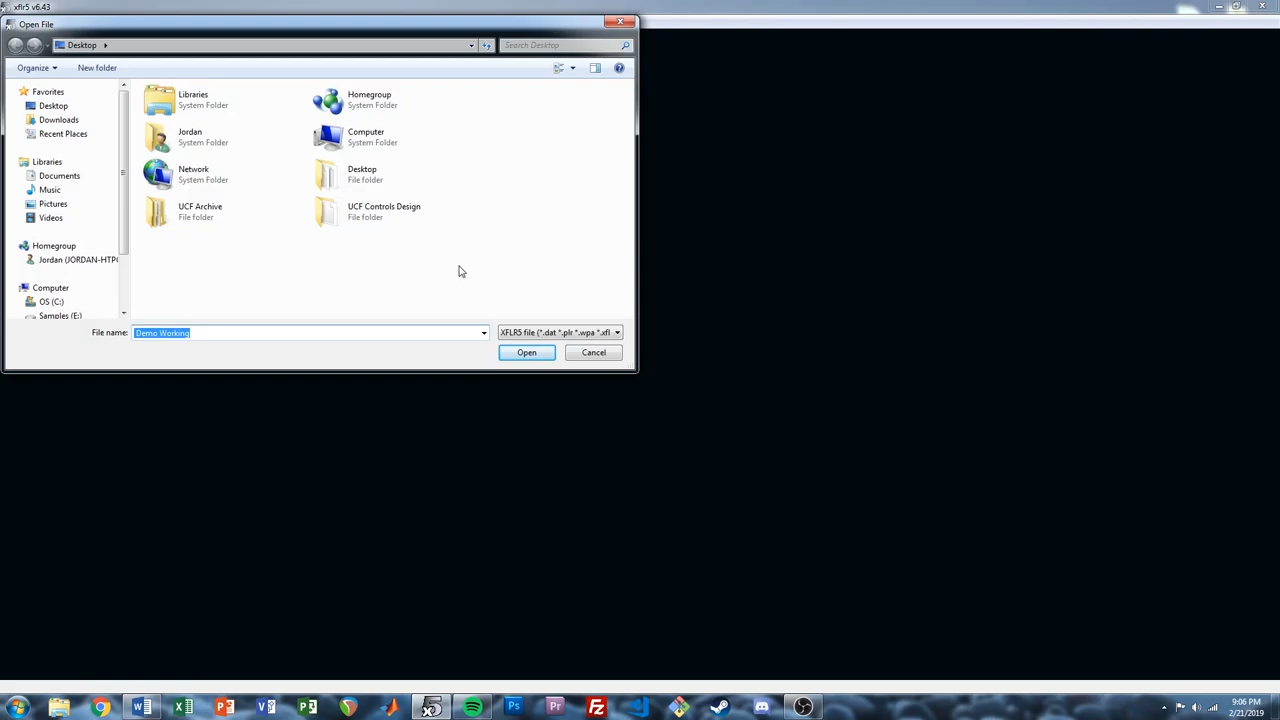 xflr5 v6.43
Open File
Desktop
Search Desktop
Organize
New folder
Favorites
Desktop
Downloads
Recent Places
Libraries
Documents
Music
Pictures
Videos
Homegroup
Jordan (JORDAN-HTPC
Computer
OS (C:)
Samples (E:)
Libraries
System Folder
Homegroup
System Folder
Jordan
System Folder
Computer
System Folder
Network
System Folder
Desktop
File folder
UCF Archive
File folder
UCF Controls Design
File folder
File name:
Demo Working
XFLR5 file (*.dat *.plr *.wpa *.xfl
Open
Cancel
9:06 PM
2/21/2019